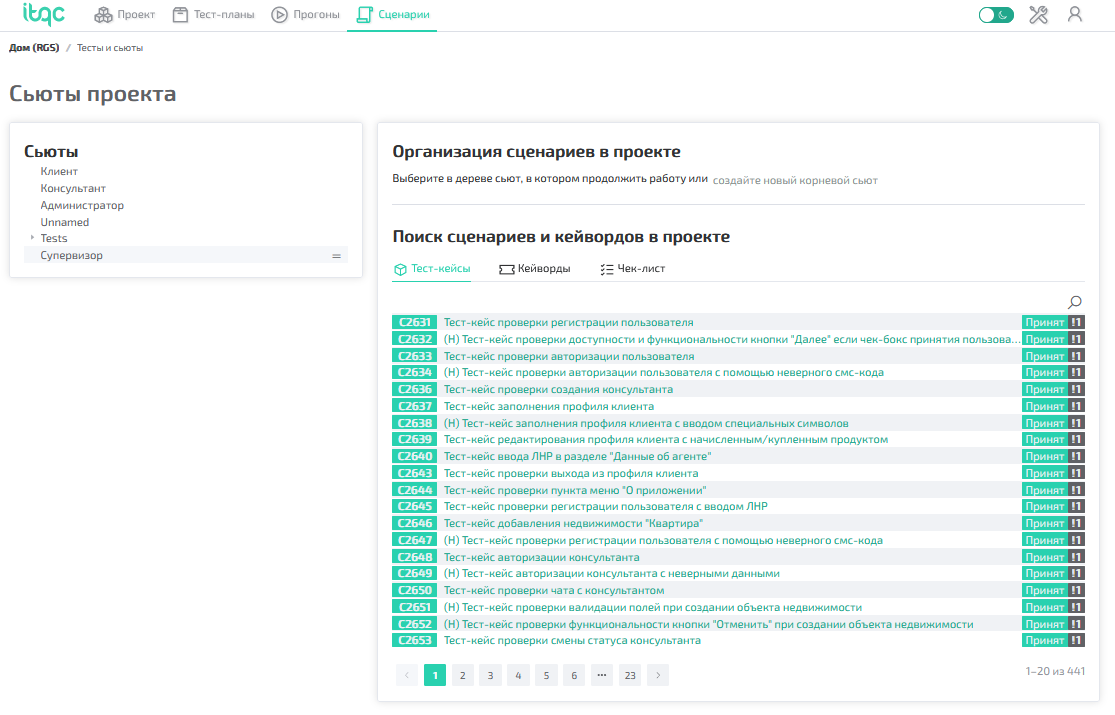 itqc Проект Тест-планы Прогоны Сценарии
Дом (RGS) / Тесты и сьюты
Сьюты проекта
Сьюты
Клиент
Консультант
Администратор
Unnamed
Tests
Супервизор
Организация сценариев в проекте
Выберите в дереве сьют, в котором продолжить работу или создайте новый корневой сьют
Поиск сценариев и кейвордов в проекте
Тест-кейсы Кейворды Чек-лист
C2631 Тест-кейс проверки регистрации пользователя Принят !1
C2632 (Н) Тест-кейс проверки доступности и функциональности кнопки "Далее" если чек-бокс принятия пользова... Принят !1
C2633 Тест-кейс проверки авторизации пользователя Принят !1
C2634 (Н) Тест-кейс проверки авторизации пользователя с помощью неверного смс-кода Принят !1
C2636 Тест-кейс проверки создания консультанта Принят !1
C2637 Тест-кейс заполнения профиля клиента Принят !1
C2638 (Н) Тест-кейс заполнения профиля клиента с вводом специальных символов Принят !1
C2639 Тест-кейс редактирования профиля клиента с начисленным/купленным продуктом Принят !1
C2640 Тест-кейс ввода ЛНР в разделе "Данные об агенте" Принят !1
C2643 Тест-кейс проверки выхода из профиля клиента Принят !1
C2644 Тест-кейс проверки пункта меню "О приложении" Принят !1
C2645 Тест-кейс проверки регистрации пользователя с вводом ЛНР Принят !1
C2646 Тест-кейс добавления недвижимости "Квартира" Принят !1
C2647 (Н) Тест-кейс проверки регистрации пользователя с помощью неверного смс-кода Принят !1
C2648 Тест-кейс авторизации консультанта Принят !1
C2649 (Н) Тест-кейс авторизации консультанта с неверными данными Принят !1
C2650 Тест-кейс проверки чата с консультантом Принят !1
C2651 (Н) Тест-кейс проверки валидации полей при создании объекта недвижимости Принят !1
C2652 (Н) Тест-кейс проверки функциональности кнопки "Отменить" при создании объекта недвижимости Принят !1
C2653 Тест-кейс проверки смены статуса консультанта Принят !1
< 1 2 3 4 5 6 ••• 23 > 1–20 из 441